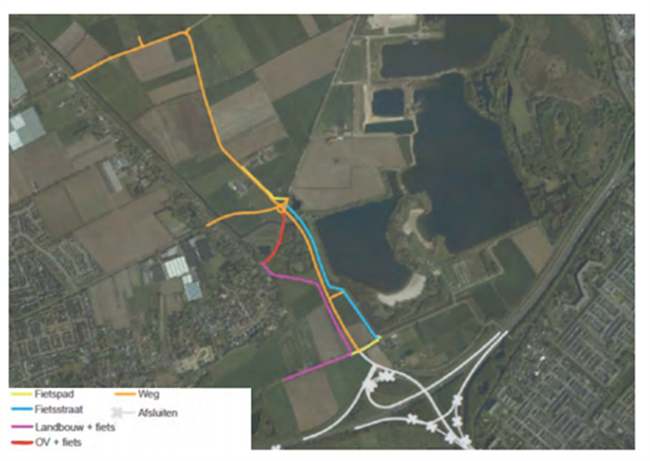 Fietspad
Fietsstraat
Landbouw + fiets
OV + fiets
Weg
Afsluiten